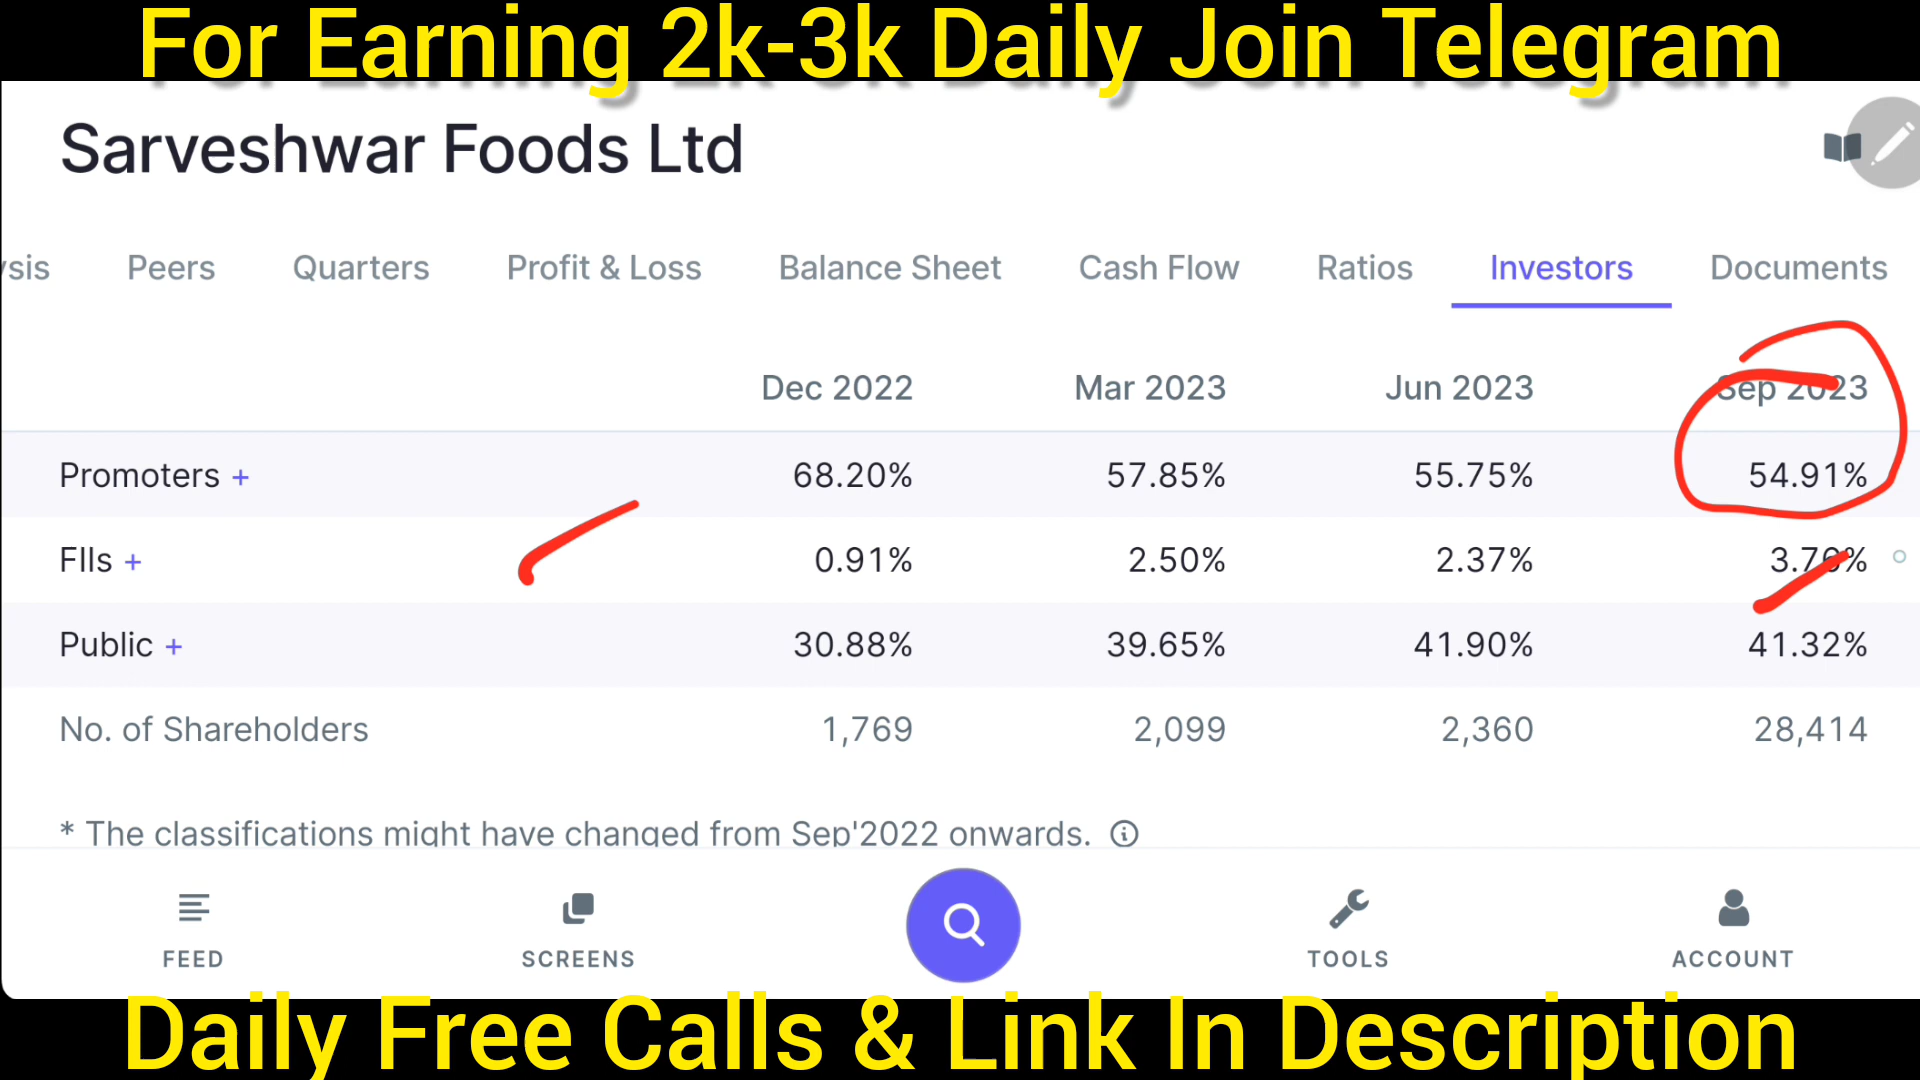 For Earning 2k-3k Daily Join Telegram
Sarveshwar Foods Ltd
ysis Peers Quarters Profit & Loss Balance Sheet Cash Flow Ratios Investors Documents
Dec 2022 Mar 2023 Jun 2023 Sep 2023
Promoters + 68.20% 57.85% 55.75% 54.91%
FIIs + 0.91% 2.50% 2.37% 3.76%
Public + 30.88% 39.65% 41.90% 41.32%
No. of Shareholders 1,769 2,099 2,360 28,414
* The classifications might have changed from Sep'2022 onwards.
FEED SCREENS TOOLS ACCOUNT
Daily Free Calls & Link In Description